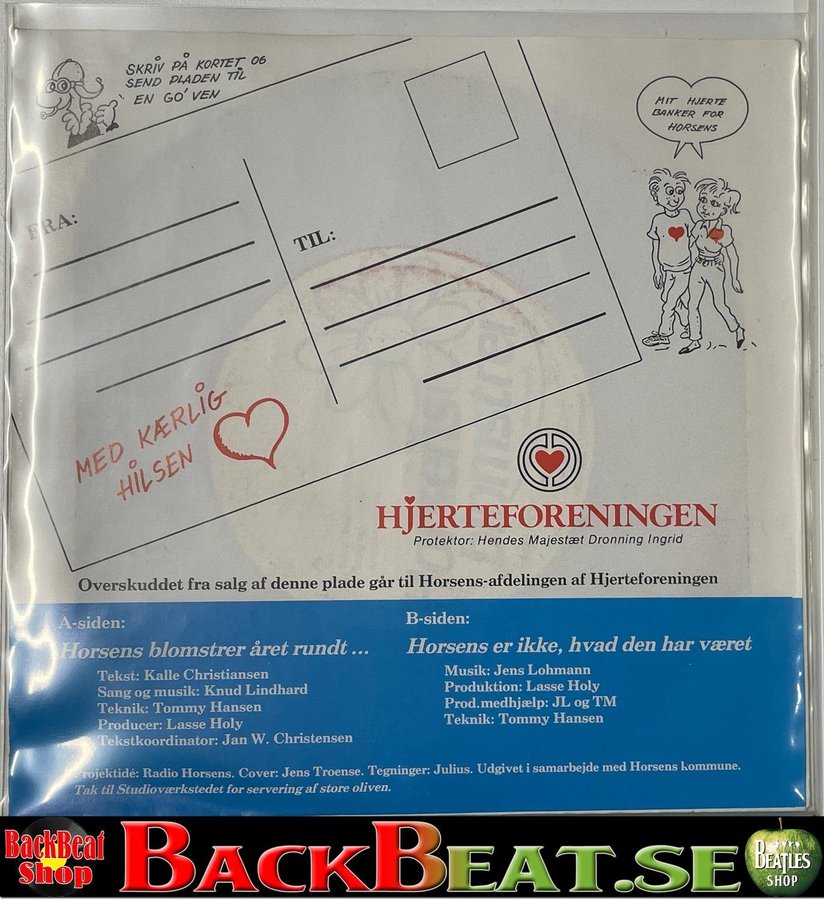 SKRIV PÅ KORTET OG
SEND PLADEN TIL
EN GO'VEN
MIT HJERTE
BANKER FOR
HORSENS
FRA:
TIL:
MED KÆRLIG
HILSEN
HJERTEFORENINGEN
Protektor: Hendes Majestæt Dronning Ingrid
Overskuddet fra salg af denne plade går til Horsens-afdelingen af Hjerteforeningen
A-siden:
Horsens blomstrer året rundt ...
Tekst: Kalle Christiansen
Sang og musik: Knud Lindhard
Teknik: Tommy Hansen
Producer: Lasse Holy
Tekstkoordinator: Jan W. Christensen
B-siden:
Horsens er ikke, hvad den har været
Musik: Jens Lohmann
Produktion: Lasse Holy
Prod.medhjælp: JL og TM
Teknik: Tommy Hansen
Projektidé: Radio Horsens. Cover: Jens Troense. Tegninger: Julius. Udgivet i samarbejde med Horsens kommune.
Tak til Studioværkstedet for servering af store oliven.
BackBeat
Shop
BACKBEAT.SE
BEATLES
SHOP